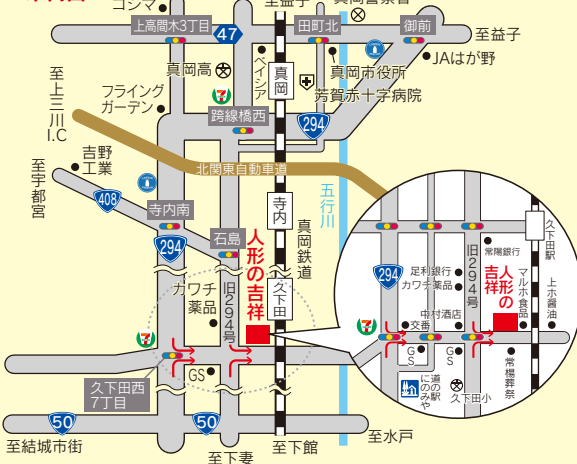 コジマ
至益子
真岡警察署
上高間木3丁目
47
田町北
御前
至益子
ベイシア
真岡
真岡高
真岡市役所
JAはが野
至上三川I.C
フライング
ガーデン
芳賀赤十字病院
跨線橋西
294
吉野
工業
北関東自動車道
至宇都宮
408
寺内
五行川
寺内南
294
石島
人形の吉祥
真岡鉄道
カワチ
薬品
旧294号
久下田
久下田西
7丁目
GS
50
50
至結城市街
至下妻
至下館
至水戸
久下田駅
常陽銀行
旧294号
294
足利銀行
カワチ薬品
人形の
吉祥
マルホ食品
上ホ醤油
中村酒店
交番
GS
GS
道の駅
にのみや
久下田小
常楊葬祭